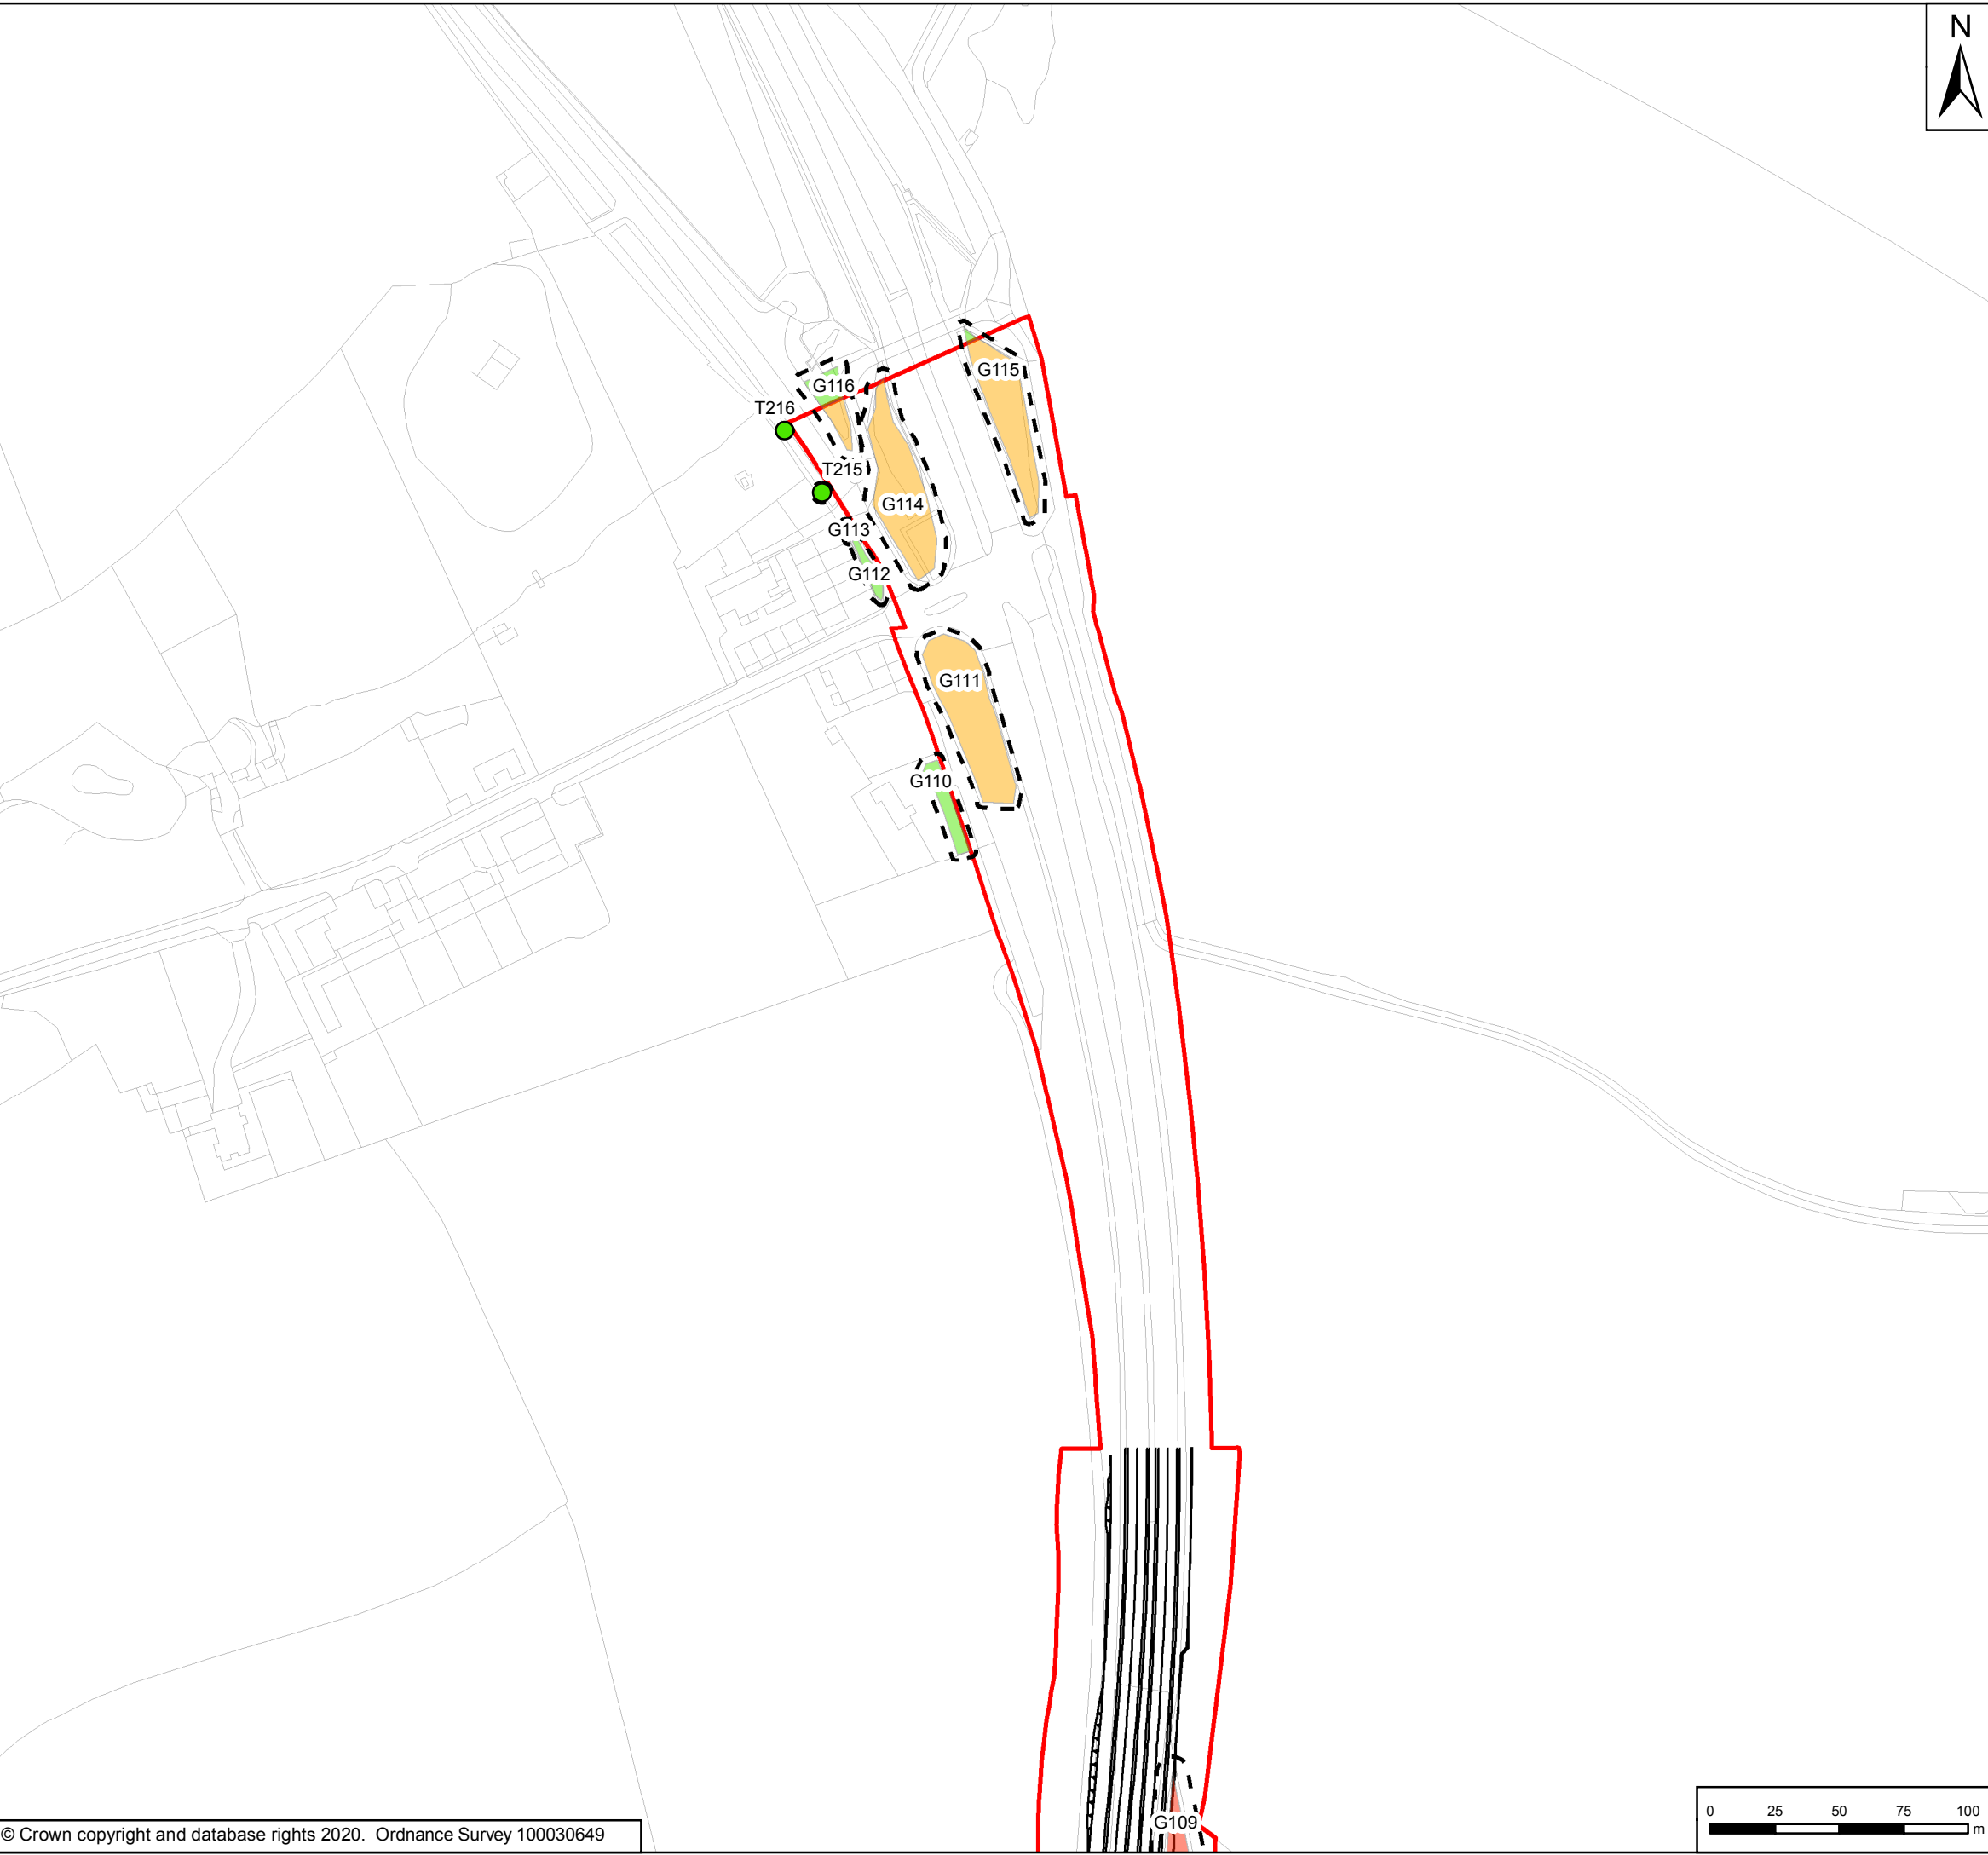 N
G115
G116
T216
T215
G114
G113
G112
G111
G110
G109
0 25 50 75 100
m
© Crown copyright and database rights 2020. Ordnance Survey 100030649